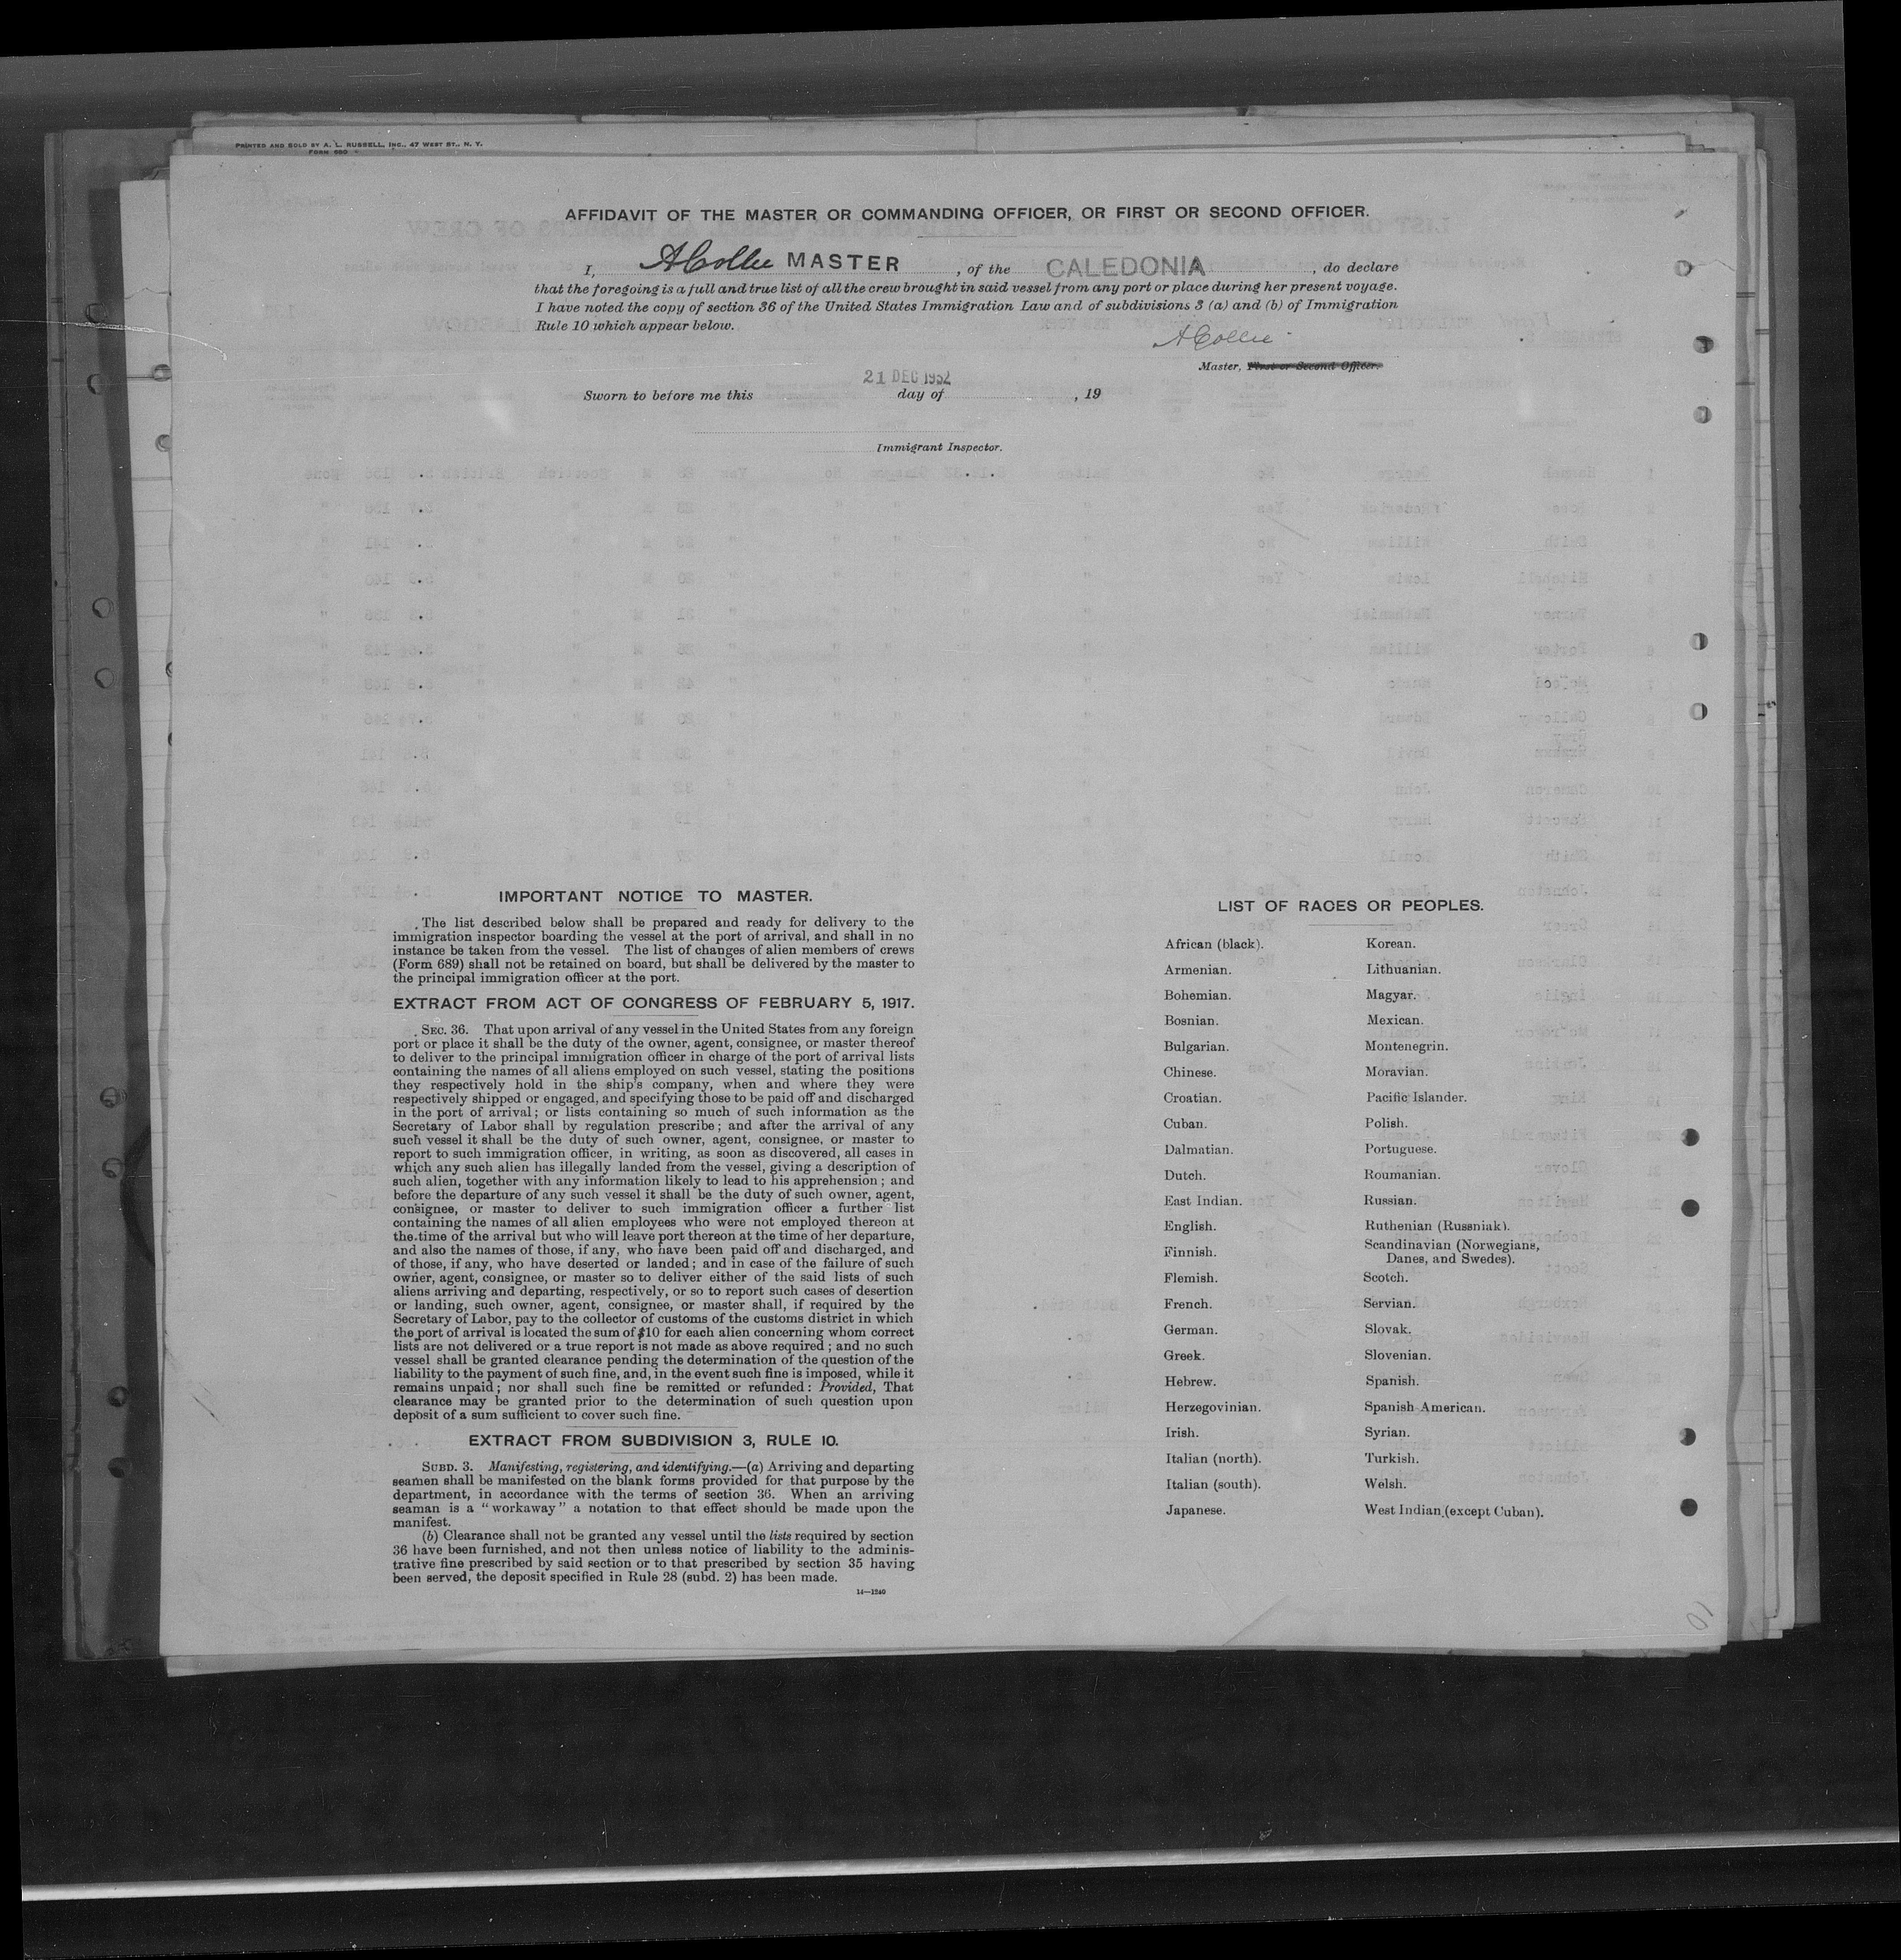 PRINTED AND SOLD BY A. L. RUSSELL, INC., 47 WEST ST., N. Y.
FORM 689
AFFIDAVIT OF THE MASTER OR COMMANDING OFFICER, OR FIRST OR SECOND OFFICER.
I, A Collie MASTER, of the CALEDONIA, do declare
that the foregoing is a full and true list of all the crew brought in said vessel from any port or place during her present voyage.
I have noted the copy of section 36 of the United States Immigration Law and of subdivisions 3 (a) and (b) of Immigration
Rule 10 which appear below.
A Collie
Master, First or Second Officer.
21 DEC 1932
Sworn to before me this day of , 19
Immigrant Inspector.
IMPORTANT NOTICE TO MASTER.
The list described below shall be prepared and ready for delivery to the
immigration inspector boarding the vessel at the port of arrival, and shall in no
instance be taken from the vessel. The list of changes of alien members of crews
(Form 689) shall not be retained on board, but shall be delivered by the master to
the principal immigration officer at the port.
EXTRACT FROM ACT OF CONGRESS OF FEBRUARY 5, 1917.
SEC. 36. That upon arrival of any vessel in the United States from any foreign
port or place it shall be the duty of the owner, agent, consignee, or master thereof
to deliver to the principal immigration officer in charge of the port of arrival lists
containing the names of all aliens employed on such vessel, stating the positions
they respectively hold in the ship's company, when and where they were
respectively shipped or engaged, and specifying those to be paid off and discharged
in the port of arrival; or lists containing so much of such information as the
Secretary of Labor shall by regulation prescribe; and after the arrival of any
such vessel it shall be the duty of such owner, agent, consignee, or master to
report to such immigration officer, in writing, as soon as discovered, all cases in
which any such alien has illegally landed from the vessel, giving a description of
such alien, together with any information likely to lead to his apprehension; and
before the departure of any such vessel it shall be the duty of such owner, agent,
consignee, or master to deliver to such immigration officer a further list
containing the names of all alien employees who were not employed thereon at
the time of the arrival but who will leave port thereon at the time of her departure,
and also the names of those, if any, who have been paid off and discharged, and
of those, if any, who have deserted or landed; and in case of the failure of such
owner, agent, consignee, or master so to deliver either of the said lists of such
aliens arriving and departing, respectively, or so to report such cases of desertion
or landing, such owner, agent, consignee, or master shall, if required by the
Secretary of Labor, pay to the collector of customs of the customs district in which
the port of arrival is located the sum of $10 for each alien concerning whom correct
lists are not delivered or a true report is not made as above required; and no such
vessel shall be granted clearance pending the determination of the question of the
liability to the payment of such fine, and, in the event such fine is imposed, while it
remains unpaid; nor shall such fine be remitted or refunded: Provided, That
clearance may be granted prior to the determination of such question upon
deposit of a sum sufficient to cover such fine.
EXTRACT FROM SUBDIVISION 3, RULE 10.
SUBD. 3. Manifesting, registering, and identifying.—(a) Arriving and departing
seamen shall be manifested on the blank forms provided for that purpose by the
department, in accordance with the terms of section 36. When an arriving
seaman is a "workaway" a notation to that effect should be made upon the
manifest.
(b) Clearance shall not be granted any vessel until the lists required by section
36 have been furnished, and not then unless notice of liability to the adminis-
trative fine prescribed by said section or to that prescribed by section 35 having
been served, the deposit specified in Rule 28 (subd. 2) has been made.
14—1240
LIST OF RACES OR PEOPLES.
African (black).
Armenian.
Bohemian.
Bosnian.
Bulgarian.
Chinese.
Croatian.
Cuban.
Dalmatian.
Dutch.
East Indian.
English.
Finnish.
Flemish.
French.
German.
Greek.
Hebrew.
Herzegovinian.
Irish.
Italian (north).
Italian (south).
Japanese.
Korean.
Lithuanian.
Magyar.
Mexican.
Montenegrin.
Moravian.
Pacific Islander.
Polish.
Portuguese.
Roumanian.
Russian.
Ruthenian (Russniak).
Scandinavian (Norwegians,
Danes, and Swedes).
Scotch.
Servian.
Slovak.
Slovenian.
Spanish.
Spanish American.
Syrian.
Turkish.
Welsh.
West Indian (except Cuban).
10